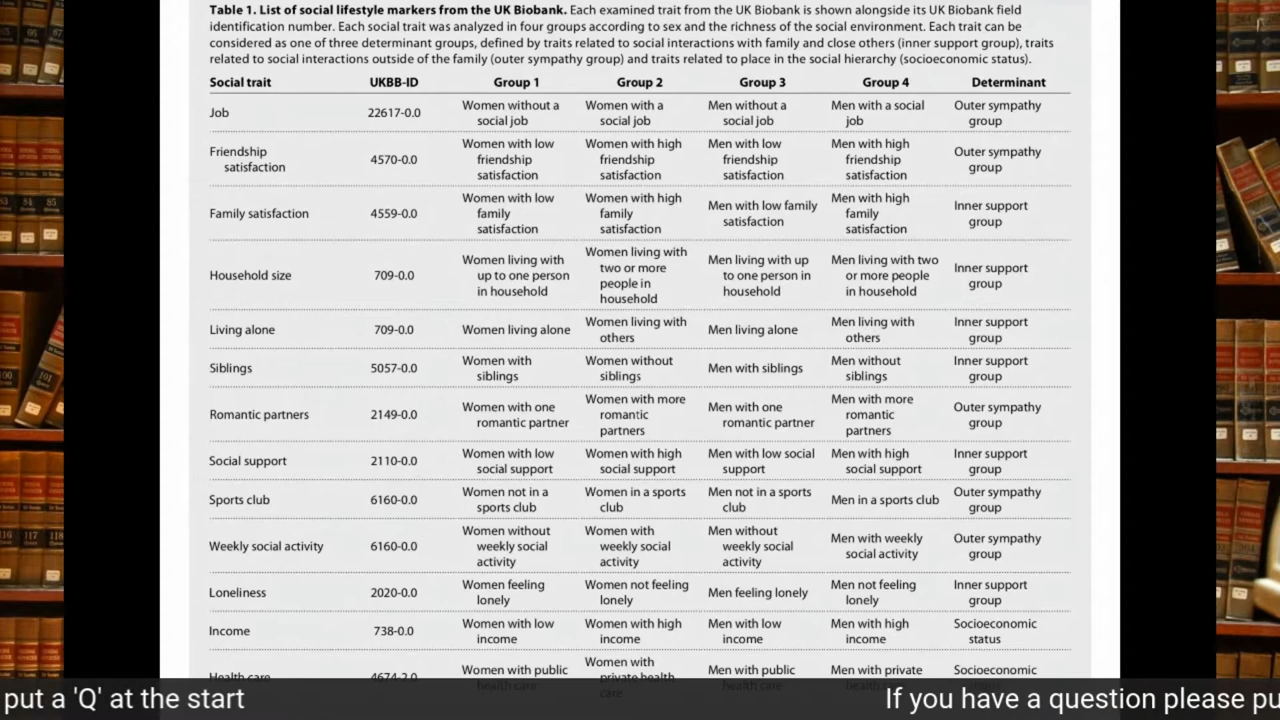 Table 1. List of social lifestyle markers from the UK Biobank. Each examined trait from the UK Biobank is shown alongside its UK Biobank field
identification number. Each social trait was analyzed in four groups according to sex and the richness of the social environment. Each trait can be
considered as one of three determinant groups, defined by traits related to social interactions with family and close others (inner support group), traits
related to social interactions outside of the family (outer sympathy group) and traits related to place in the social hierarchy (socioeconomic status).
Social trait UKBB-ID Group 1 Group 2 Group 3 Group 4 Determinant
Job 22617-0.0 Women without a social job Women with a social job Men without a social job Men with a social job Outer sympathy group
Friendship satisfaction 4570-0.0 Women with low friendship satisfaction Women with high friendship satisfaction Men with low friendship satisfaction Men with high friendship satisfaction Outer sympathy group
Family satisfaction 4559-0.0 Women with low family satisfaction Women with high family satisfaction Men with low family satisfaction Men with high family satisfaction Inner support group
Household size 709-0.0 Women living with up to one person in household Women living with two or more people in household Men living with up to one person in household Men living with two or more people in household Inner support group
Living alone 709-0.0 Women living alone Women living with others Men living alone Men living with others Inner support group
Siblings 5057-0.0 Women with siblings Women without siblings Men with siblings Men without siblings Inner support group
Romantic partners 2149-0.0 Women with one romantic partner Women with more romantic partners Men with one romantic partner Men with more romantic partners Outer sympathy group
Social support 2110-0.0 Women with low social support Women with high social support Men with low social support Men with high social support Inner support group
Sports club 6160-0.0 Women not in a sports club Women in a sports club Men not in a sports club Men in a sports club Outer sympathy group
Weekly social activity 6160-0.0 Women without weekly social activity Women with weekly social activity Men without weekly social activity Men with weekly social activity Outer sympathy group
Loneliness 2020-0.0 Women feeling lonely Women not feeling lonely Men feeling lonely Men not feeling lonely Inner support group
Income 738-0.0 Women with low income Women with high income Men with low income Men with high income Socioeconomic status
Health care 4674-2.0 Women with public health care Women with private health care Men with public health care Men with private health care Socioeconomic
put a 'Q' at the start If you have a question please pu